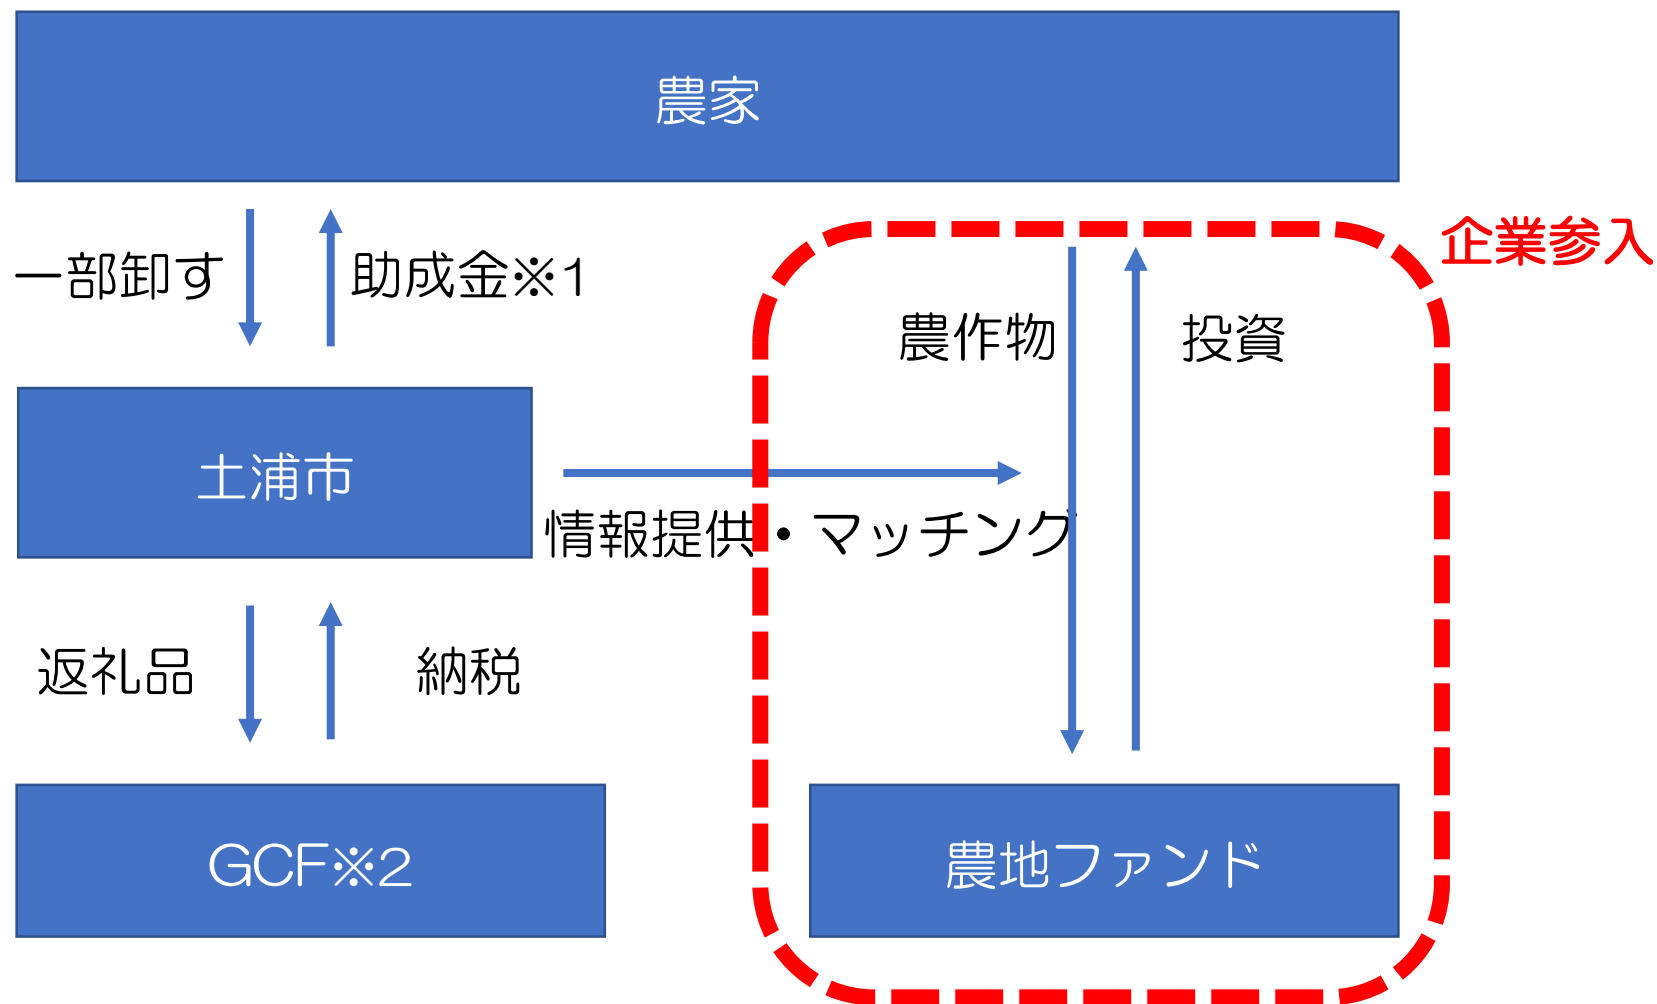 農家
企業参入
一部卸す
助成金※1
農作物
投資
土浦市
情報提供・マッチング
返礼品
納税
GCF※2
農地ファンド